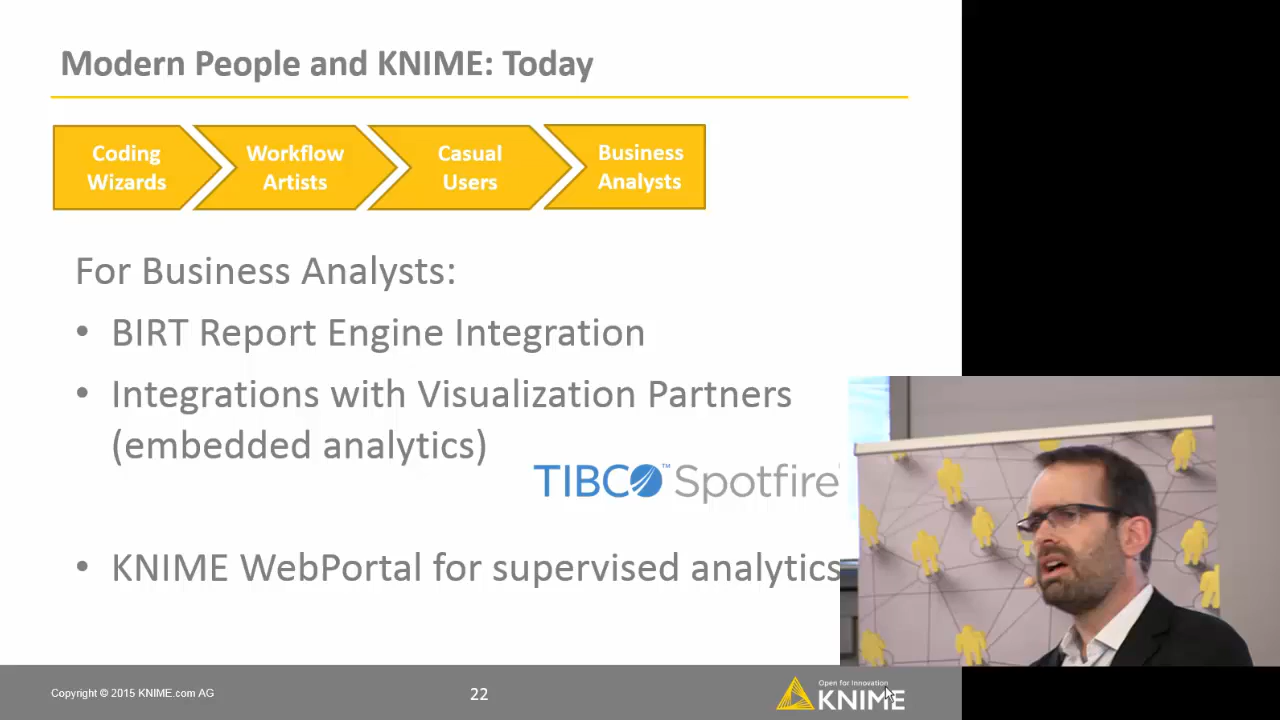 Modern People and KNIME: Today
Coding
Wizards
Workflow
Artists
Casual
Users
Business
Analysts
For Business Analysts:
• BIRT Report Engine Integration
• Integrations with Visualization Partners
(embedded analytics)
TIBCO™ Spotfire
• KNIME WebPortal for supervised analytics
Copyright © 2015 KNIME.com AG
22
Open for Innovation
KNIME